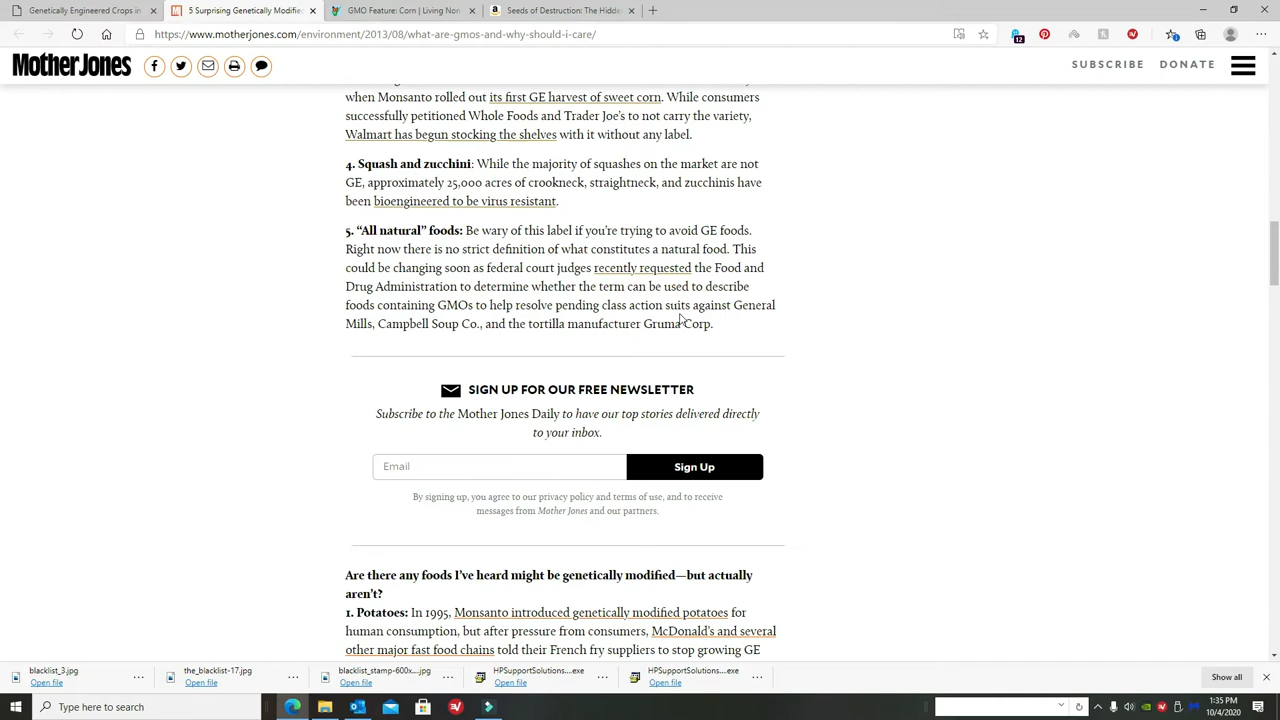 Genetically Engineered Crops in
5 Surprising Genetically Modifie
GMO Feature: Corn | Living Non
Seeds of Destruction: The Hidde
https://www.motherjones.com/environment/2013/08/what-are-gmos-and-why-should-i-care/
12
Mother Jones
SUBSCRIBE DONATE
when Monsanto rolled out its first GE harvest of sweet corn. While consumers
successfully petitioned Whole Foods and Trader Joe's to not carry the variety,
Walmart has begun stocking the shelves with it without any label.
4. Squash and zucchini: While the majority of squashes on the market are not
GE, approximately 25,000 acres of crookneck, straightneck, and zucchinis have
been bioengineered to be virus resistant.
5. “All natural” foods: Be wary of this label if you're trying to avoid GE foods.
Right now there is no strict definition of what constitutes a natural food. This
could be changing soon as federal court judges recently requested the Food and
Drug Administration to determine whether the term can be used to describe
foods containing GMOs to help resolve pending class action suits against General
Mills, Campbell Soup Co., and the tortilla manufacturer Gruma Corp.
SIGN UP FOR OUR FREE NEWSLETTER
Subscribe to the Mother Jones Daily to have our top stories delivered directly
to your inbox.
Email
Sign Up
By signing up, you agree to our privacy policy and terms of use, and to receive
messages from Mother Jones and our partners.
Are there any foods I've heard might be genetically modified—but actually
aren't?
1. Potatoes: In 1995, Monsanto introduced genetically modified potatoes for
human consumption, but after pressure from consumers, McDonald's and several
other major fast food chains told their French fry suppliers to stop growing GE
blacklist_3.jpg
Open file
the_blacklist-17.jpg
Open file
blacklist_stamp-600x....jpg
Open file
HPSupportSolutions....exe
Open file
HPSupportSolutions....exe
Open file
Show all
Type here to search
1:35 PM
10/4/2020